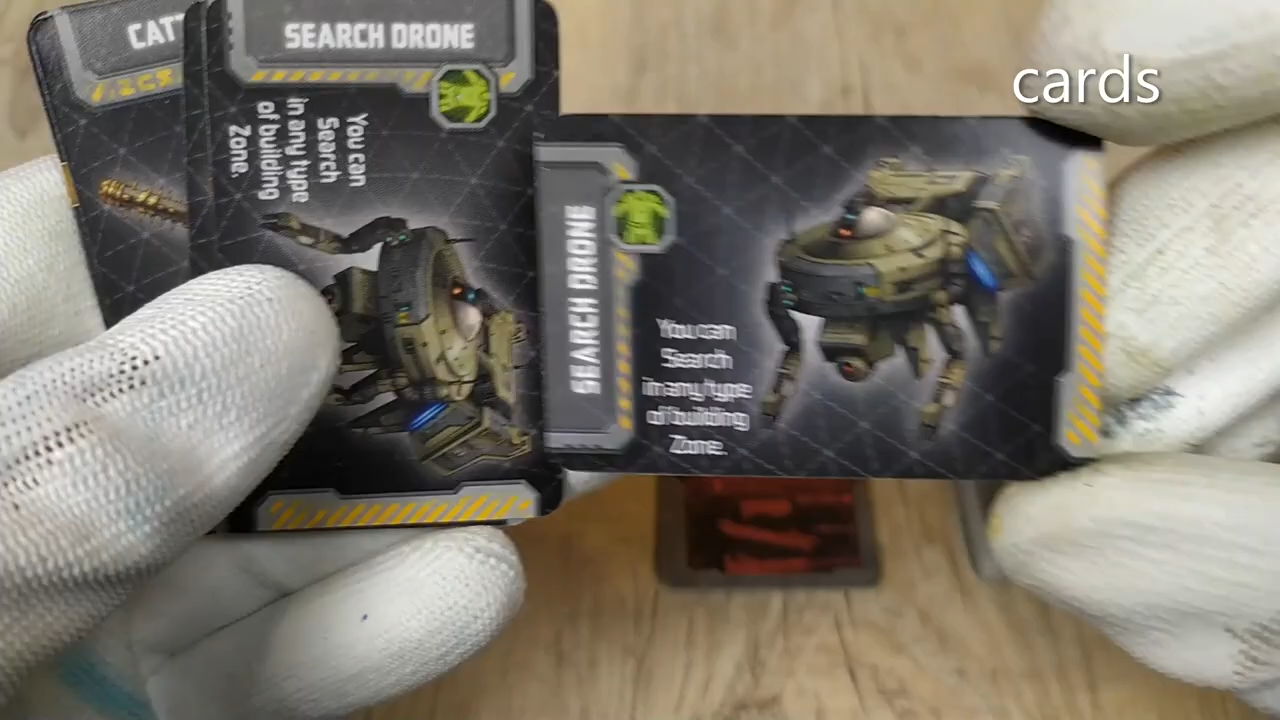 cards
CATT
SEARCH DRONE
You can
Search
in any type
of building
Zone.
SEARCH DRONE
You can
Search
in any type
of building
Zone.